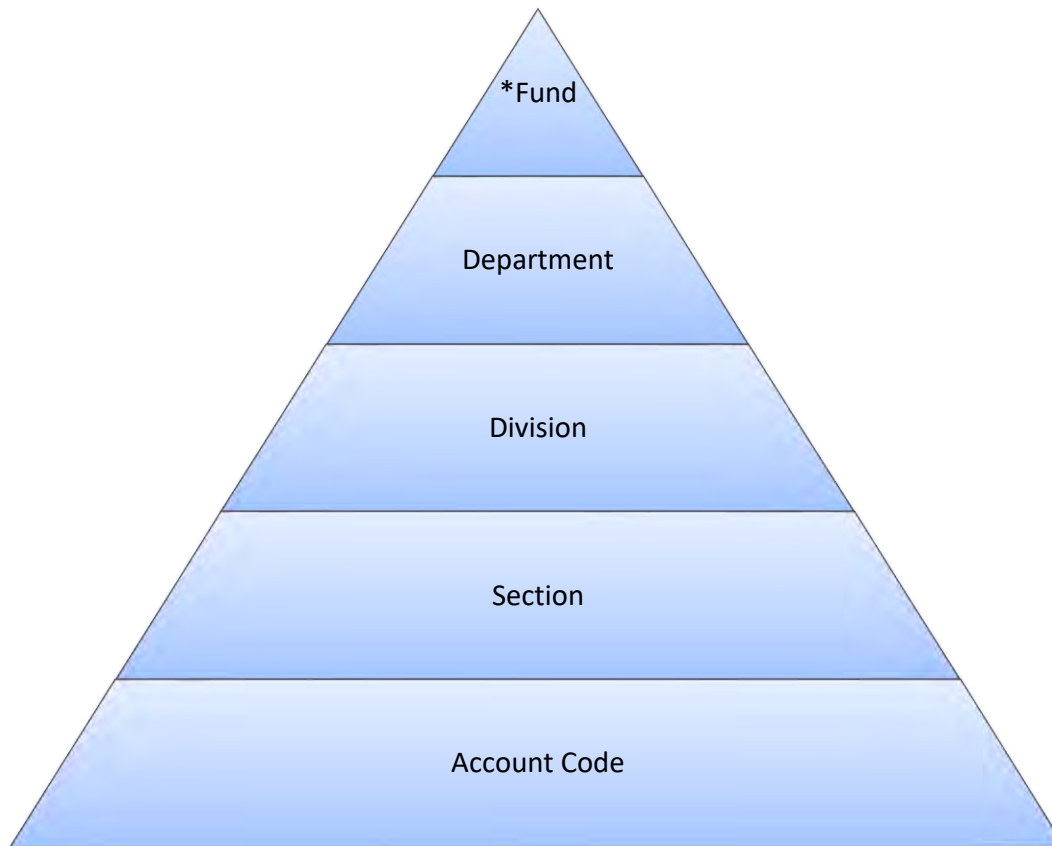 *Fund
Department
Division
Section
Account Code